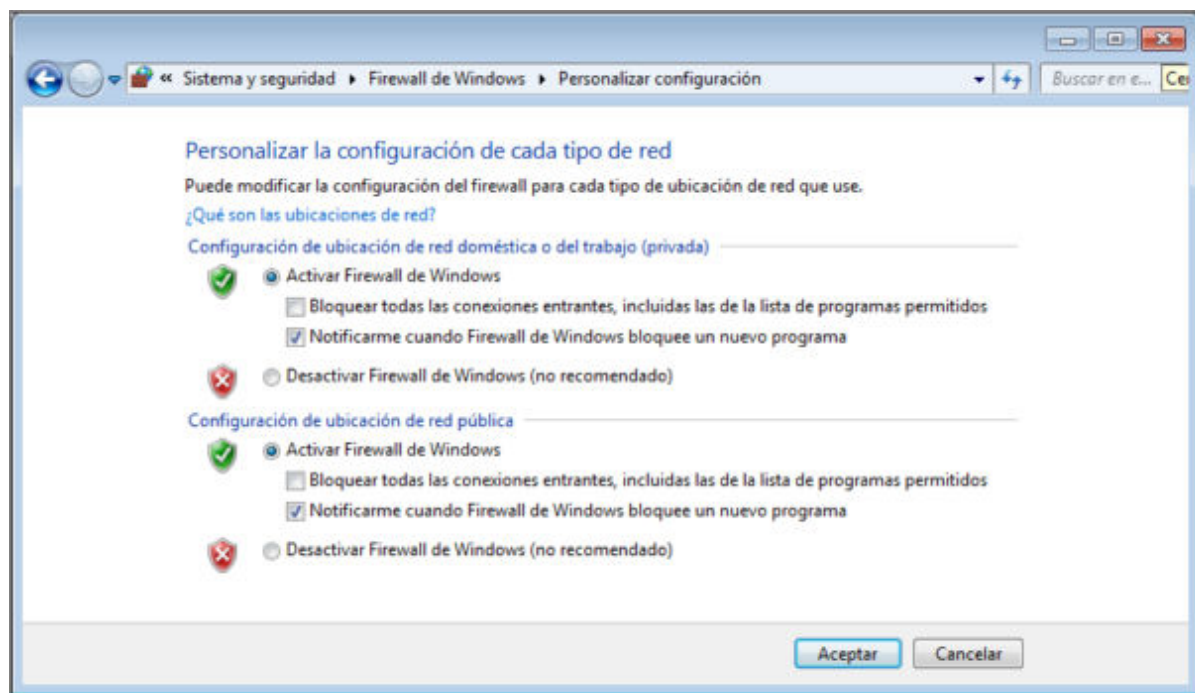 « Sistema y seguridad ▸ Firewall de Windows ▸ Personalizar configuración
Buscar en e...
Personalizar la configuración de cada tipo de red
Puede modificar la configuración del firewall para cada tipo de ubicación de red que use.
¿Qué son las ubicaciones de red?
Configuración de ubicación de red doméstica o del trabajo (privada)
Activar Firewall de Windows
Bloquear todas las conexiones entrantes, incluidas las de la lista de programas permitidos
Notificarme cuando Firewall de Windows bloquee un nuevo programa
Desactivar Firewall de Windows (no recomendado)
Configuración de ubicación de red pública
Activar Firewall de Windows
Bloquear todas las conexiones entrantes, incluidas las de la lista de programas permitidos
Notificarme cuando Firewall de Windows bloquee un nuevo programa
Desactivar Firewall de Windows (no recomendado)
Aceptar Cancelar